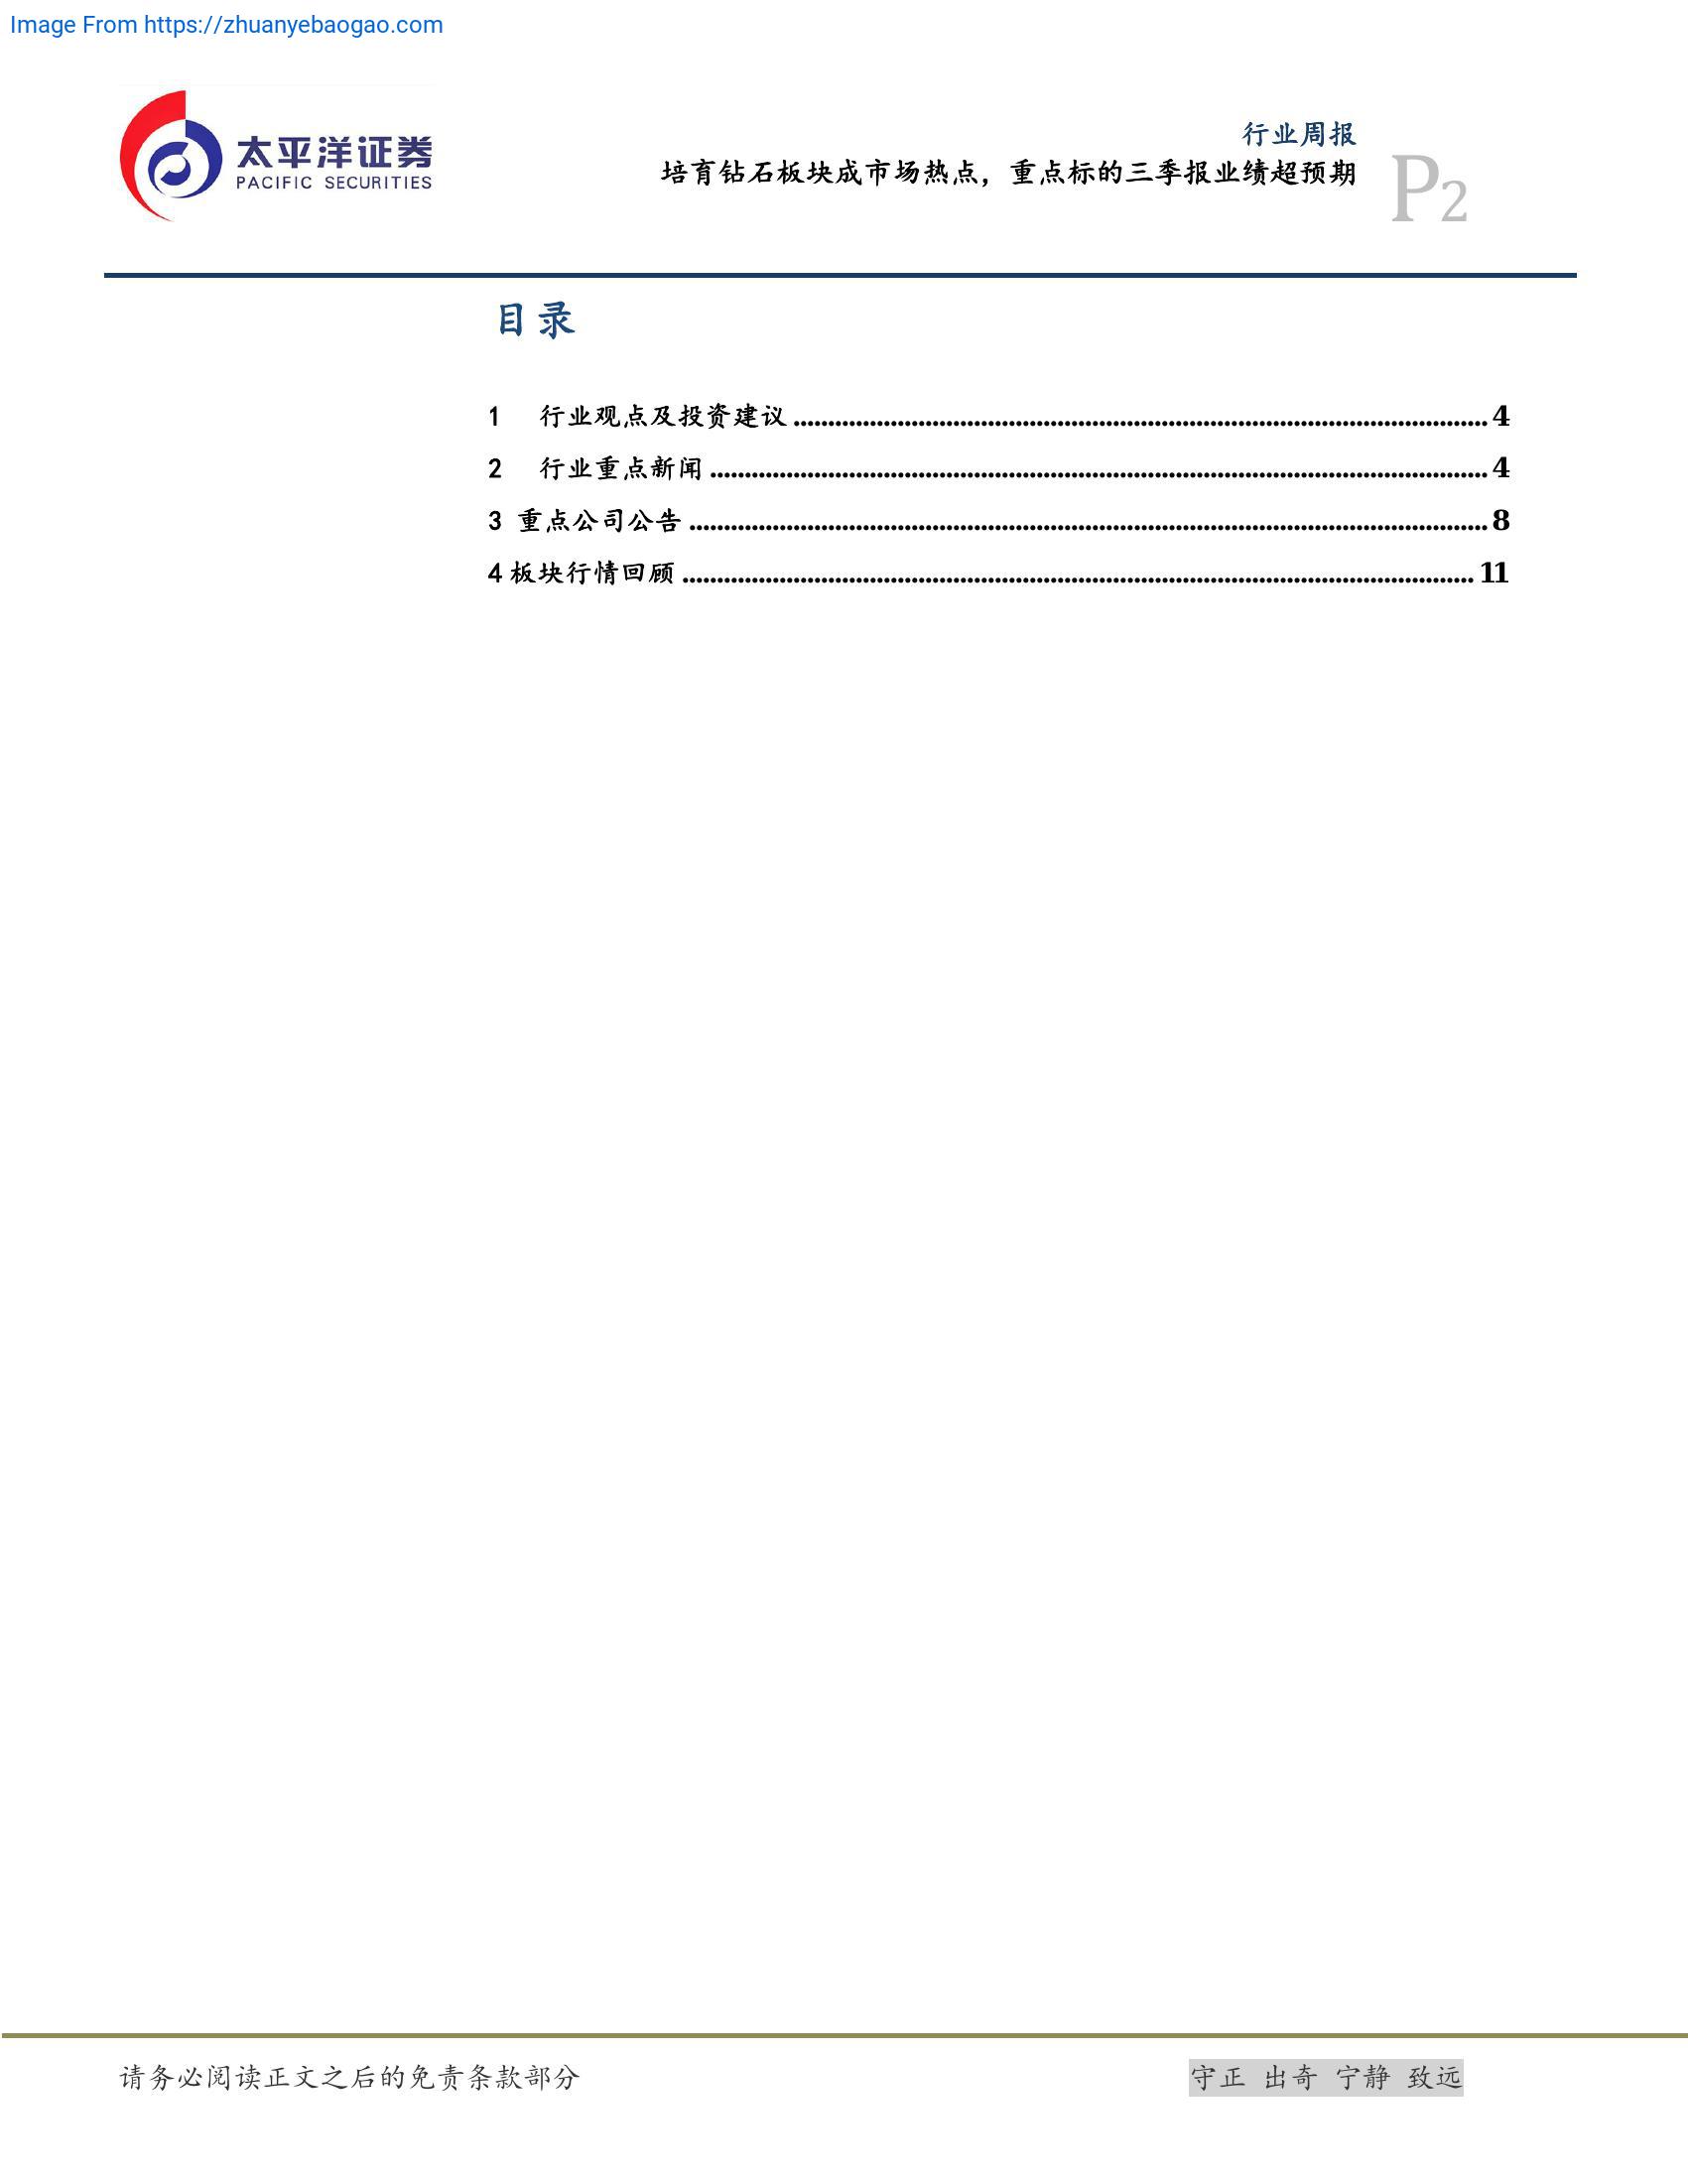 Image From https://zhuanyebaogao.com
太平洋证券
PACIFIC SECURITIES
行业周报
培育钻石板块成市场热点，重点标的三季报业绩超预期
P2
目录
1 行业观点及投资建议 ........................................................................................................ 4
2 行业重点新闻 ........................................................................................................ 4
3 重点公司公告 ........................................................................................................ 8
4 板块行情回顾 ........................................................................................................ 11
请务必阅读正文之后的免责条款部分
守正 出奇 宁静 致远